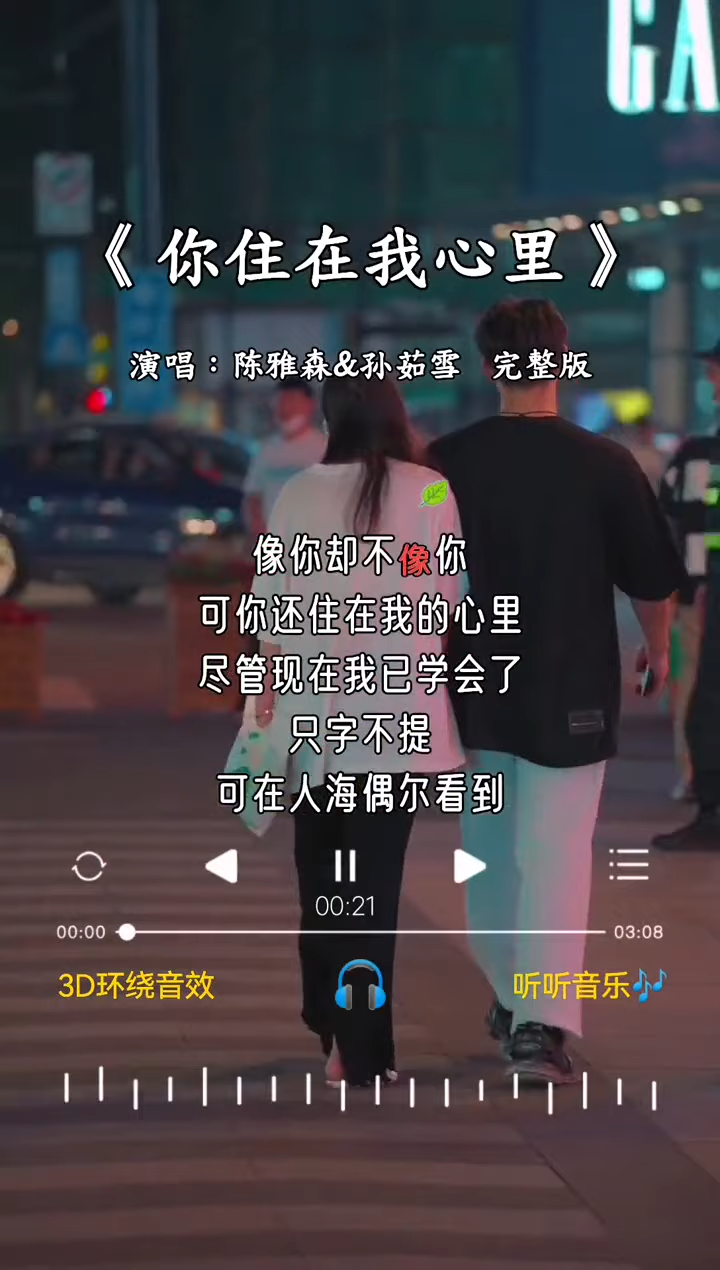 GA
《你住在我心里》
演唱：陈雅森&孙茹雪 完整版
像你却不像你
可你还住在我的心里
尽管现在我已学会了
只字不提
可在人海偶尔看到
00:21
00:00 03:08
3D环绕音效 听听音乐